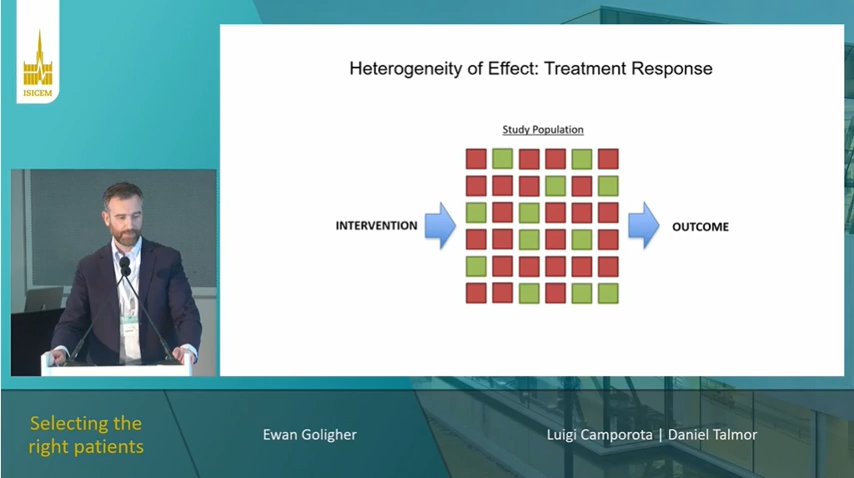 ISICEM
Heterogeneity of Effect: Treatment Response
Study Population
INTERVENTION
OUTCOME
Selecting the
right patients
Ewan Goligher
Luigi Camporota | Daniel Talmor